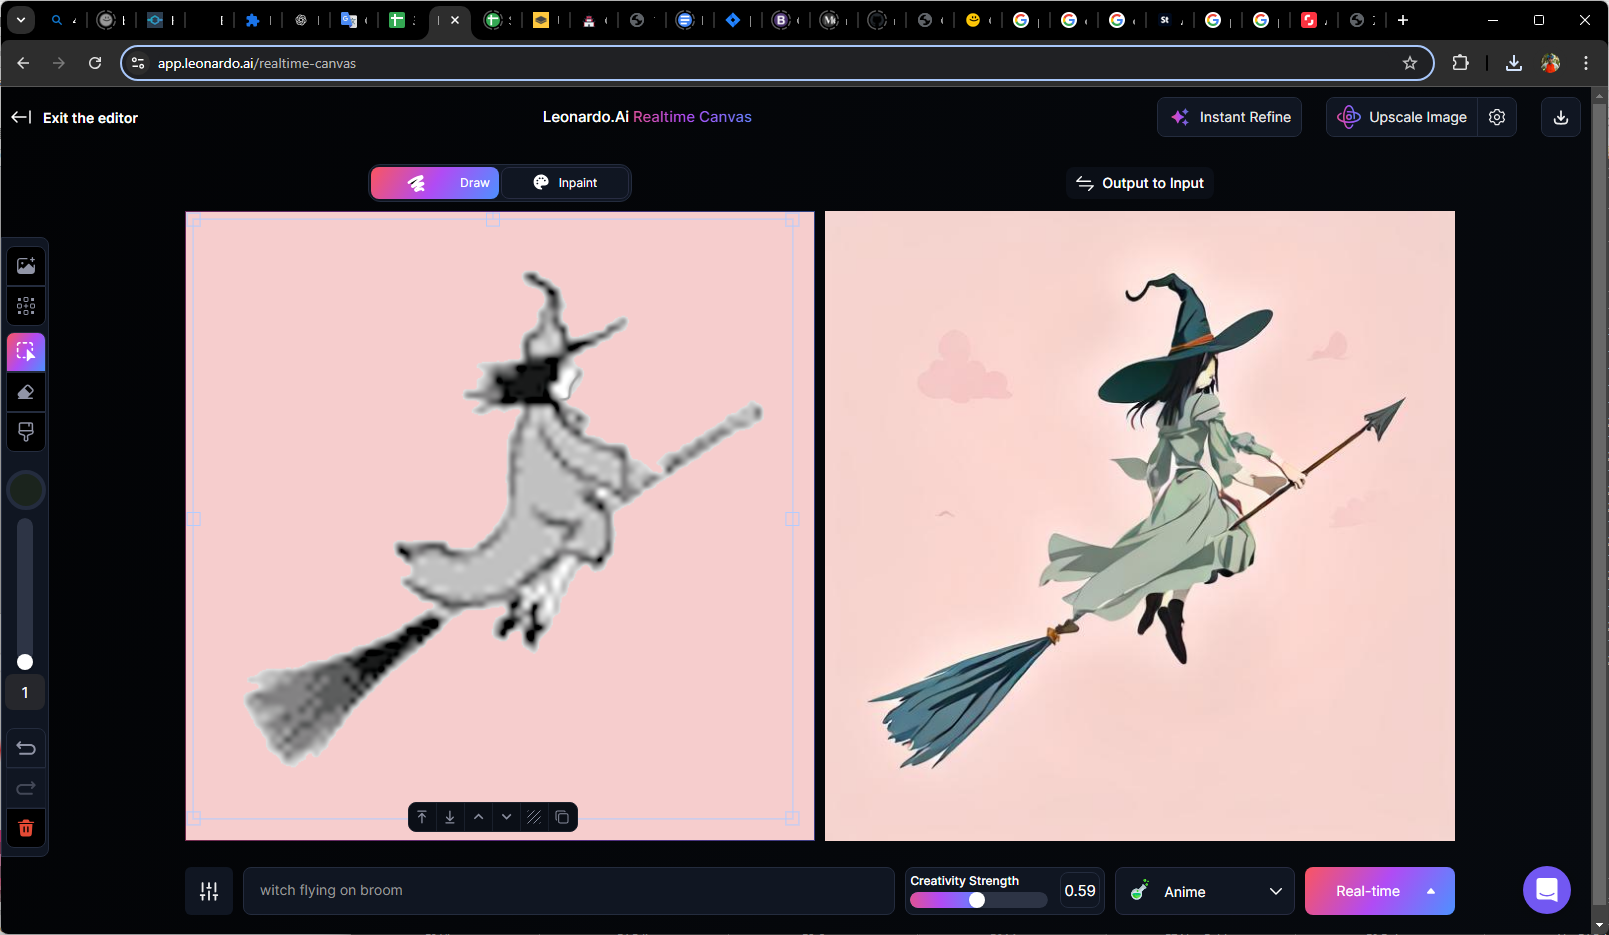 app.leonardo.ai/realtime-canvas
Exit the editor
Leonardo.Ai Realtime Canvas
Instant Refine
Upscale Image
Draw
Inpaint
Output to Input
1
witch flying on broom
Creativity Strength
0.59
Anime
Real-time